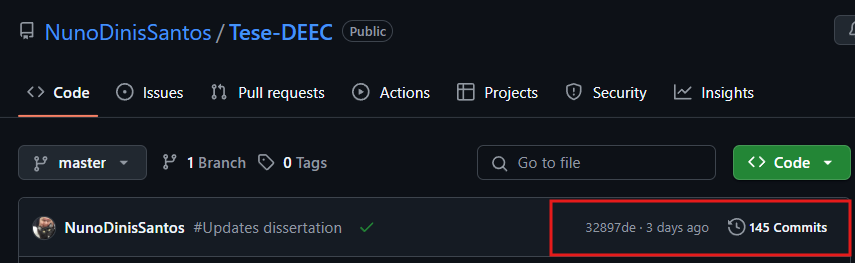 NunoDinisSantos / Tese-DEEC Public
Code Issues Pull requests Actions Projects Security Insights
master 1 Branch 0 Tags Go to file Code
NunoDinisSantos #Updates dissertation 32897de · 3 days ago 145 Commits